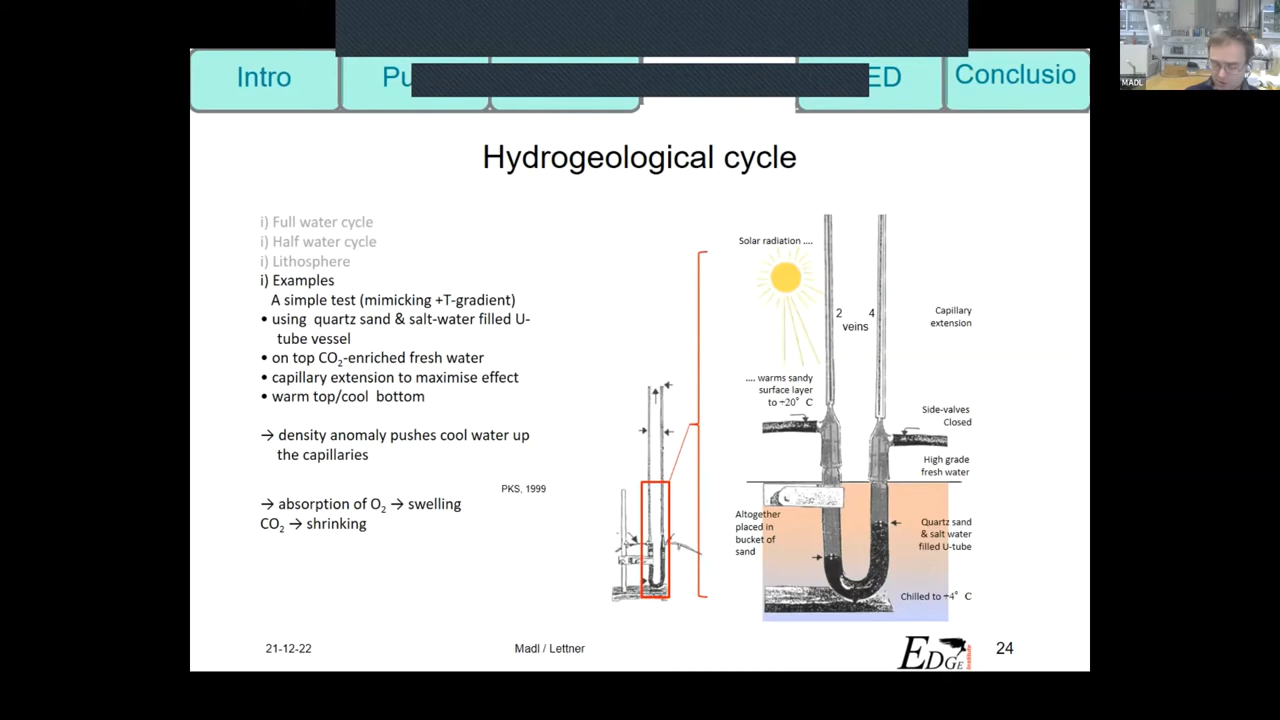 Intro
ED
Conclusio
MADL
Hydrogeological cycle
i) Full water cycle
i) Half water cycle
i) Lithosphere
i) Examples
A simple test (mimicking +T-gradient)
• using quartz sand & salt-water filled U-
tube vessel
• on top CO2-enriched fresh water
• capillary extension to maximise effect
• warm top/cool bottom
→ density anomaly pushes cool water up
the capillaries
PKS, 1999
→ absorption of O2 → swelling
CO2 → shrinking
Solar radiation ....
2 4
veins
Capillary
extension
.... warms sandy
surface layer
to +20° C
Side-valves
Closed
High grade
fresh water
Altogether
placed in
bucket of
sand
Quartz sand
& salt water
filled U-tube
Chilled to +4° C
21-12-22
Madl / Lettner
EDGE
institute
24